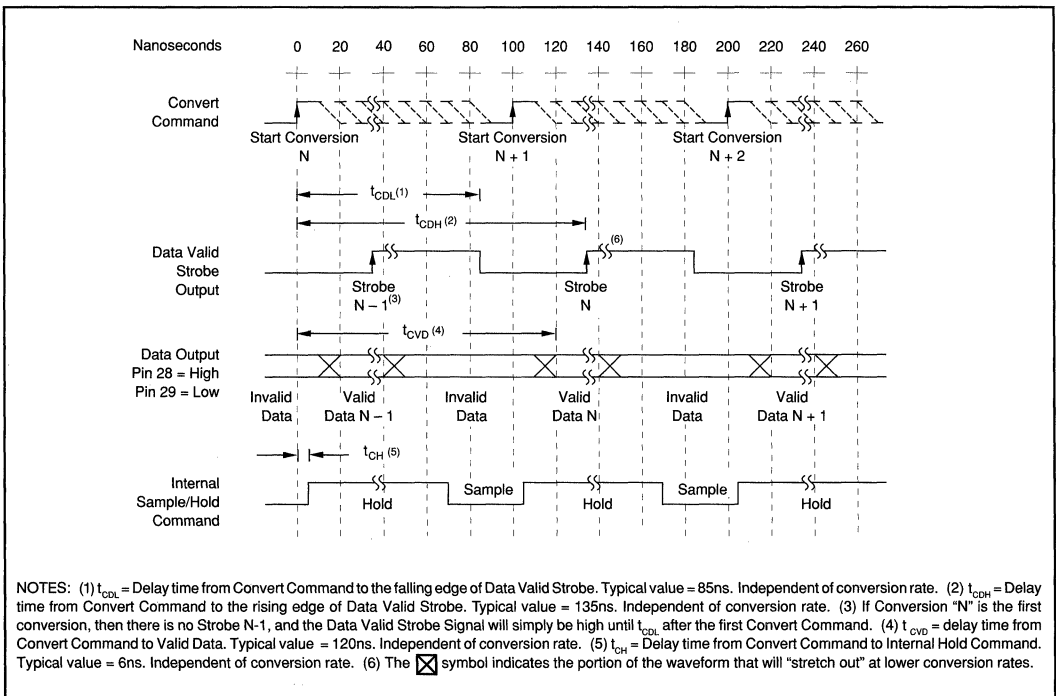 Nanoseconds 0 20 40 60 80 100 120 140 160 180 200 220 240 260
Convert
Command
Start Conversion
N
Start Conversion
N + 1
Start Conversion
N + 2
tCDL(1)
tCDH (2)
(6)
Data Valid
Strobe
Output
Strobe
N – 1(3)
Strobe
N
Strobe
N + 1
tCVD (4)
Data Output
Pin 28 = High
Pin 29 = Low
Invalid
Data
Valid
Data N – 1
Invalid
Data
Valid
Data N
Invalid
Data
Valid
Data N + 1
tCH (5)
Internal
Sample/Hold
Command
Hold
Sample
Hold
Sample
Hold
NOTES: (1) tCDL = Delay time from Convert Command to the falling edge of Data Valid Strobe. Typical value = 85ns. Independent of conversion rate. (2) tCDH = Delay
time from Convert Command to the rising edge of Data Valid Strobe. Typical value = 135ns. Independent of conversion rate. (3) If Conversion “N” is the first
conversion, then there is no Strobe N-1, and the Data Valid Strobe Signal will simply be high until tCDL after the first Convert Command. (4) tCVD = delay time from
Convert Command to Valid Data. Typical value = 120ns. Independent of conversion rate. (5) tCH = Delay time from Convert Command to Internal Hold Command.
Typical value = 6ns. Independent of conversion rate. (6) The symbol indicates the portion of the waveform that will “stretch out” at lower conversion rates.